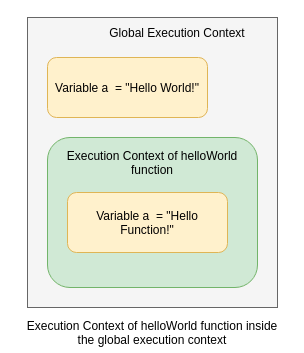 Global Execution Context
Variable a  = "Hello World!"
Execution Context of helloWorld
function
Variable a  = "Hello
Function!"
Execution Context of helloWorld function inside
the global execution context